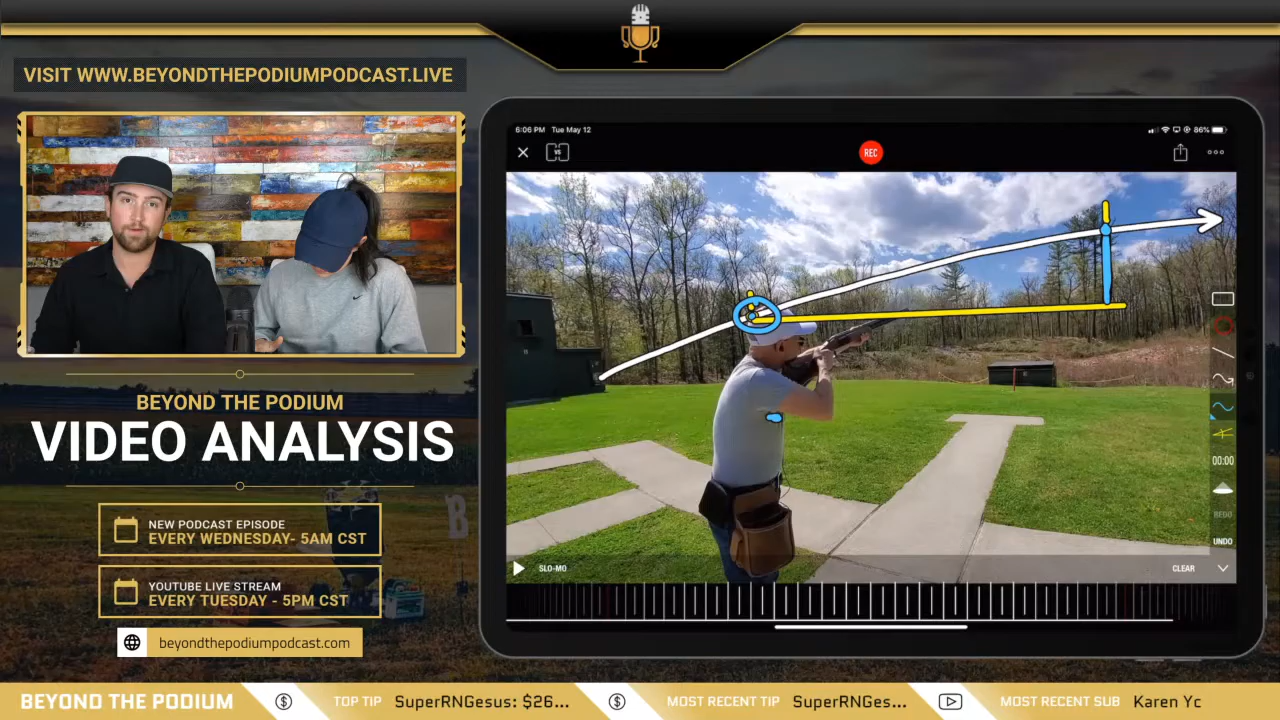 VISIT WWW.BEYONDTHEPODIUMPODCAST.LIVE
6:06 PM Tue May 12
86%
VS
REC
BEYOND THE PODIUM
VIDEO ANALYSIS
NEW PODCAST EPISODE
EVERY WEDNESDAY- 5AM CST
YOUTUBE LIVE STREAM
EVERY TUESDAY - 5PM CST
beyondthepodiumpodcast.com
00:00
REDO
UNDO
SLO-MO
CLEAR
BEYOND THE PODIUM
TOP TIP SuperRNGesus: $26...
MOST RECENT TIP SuperRNGes...
MOST RECENT SUB Karen Yc